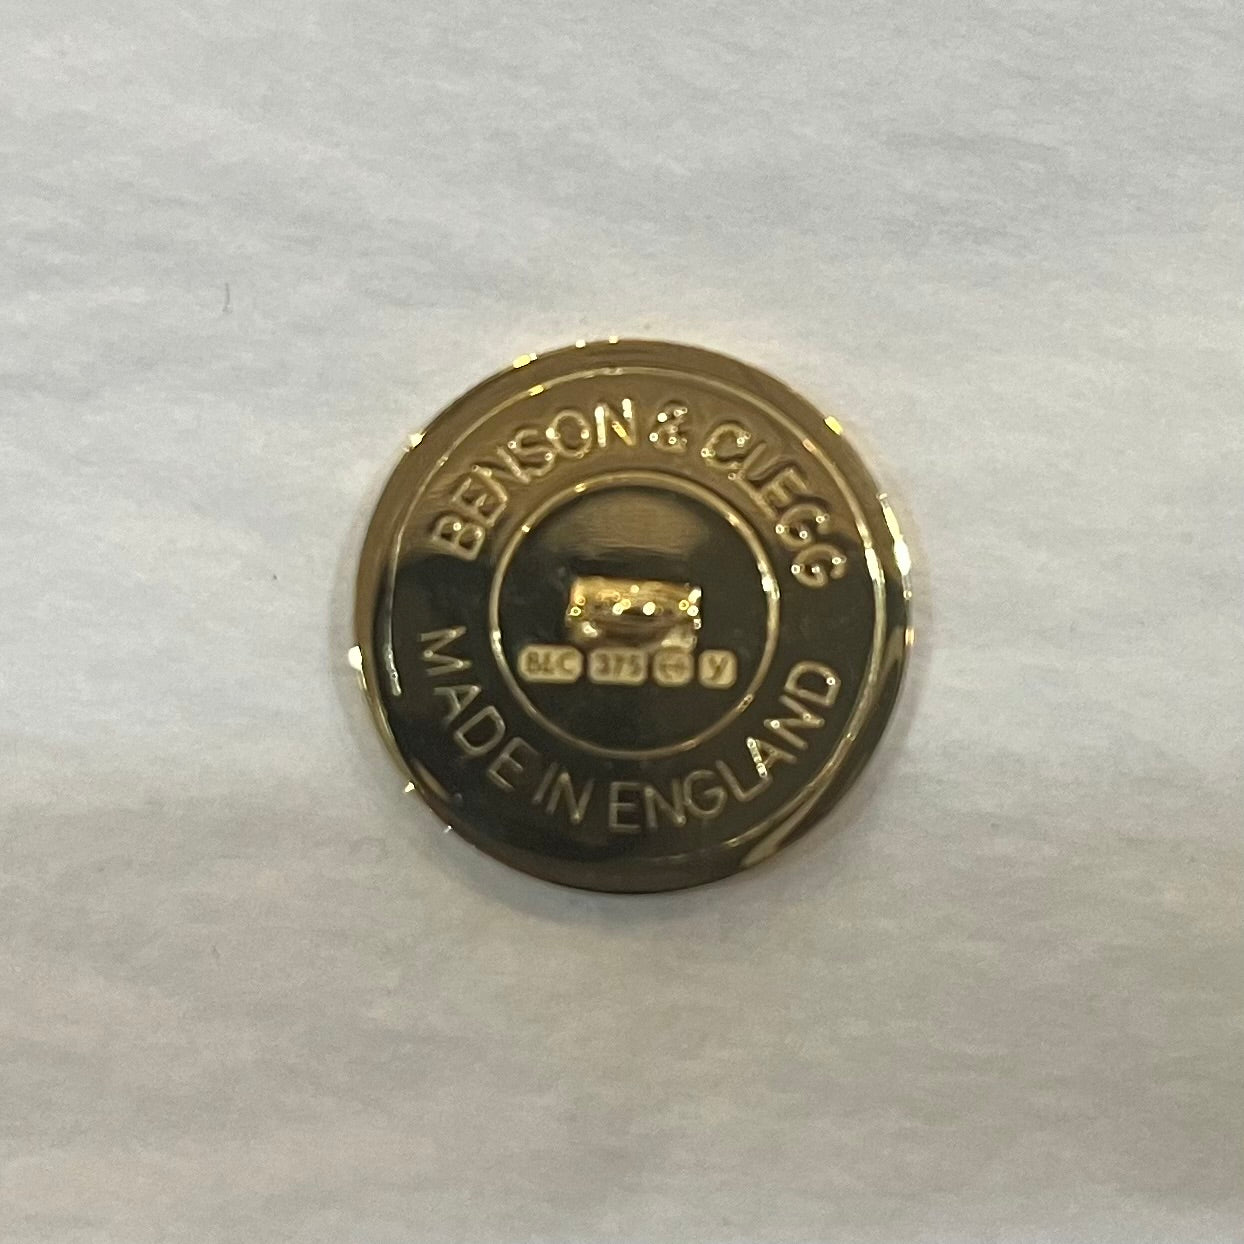 BENSON & CLEGG
B&C 375 y
MADE IN ENGLAND